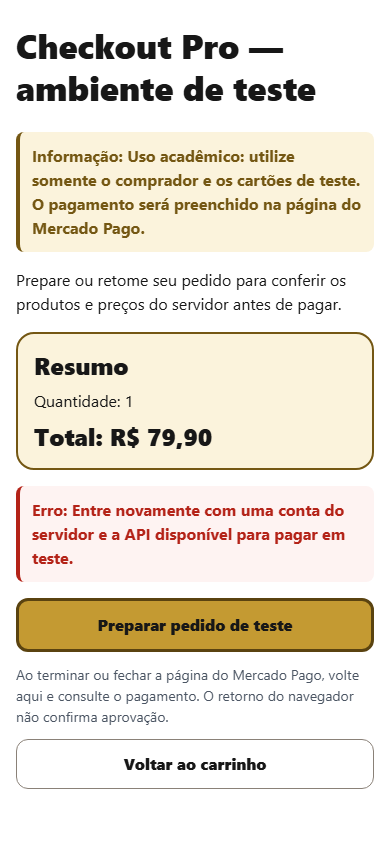 Checkout Pro —
ambiente de teste
Informação: Uso acadêmico: utilize
somente o comprador e os cartões de teste.
O pagamento será preenchido na página do
Mercado Pago.
Prepare ou retome seu pedido para conferir os
produtos e preços do servidor antes de pagar.
Resumo
Quantidade: 1
Total: R$ 79,90
Erro: Entre novamente com uma conta do
servidor e a API disponível para pagar em
teste.
Preparar pedido de teste
Ao terminar ou fechar a página do Mercado Pago, volte
aqui e consulte o pagamento. O retorno do navegador
não confirma aprovação.
Voltar ao carrinho